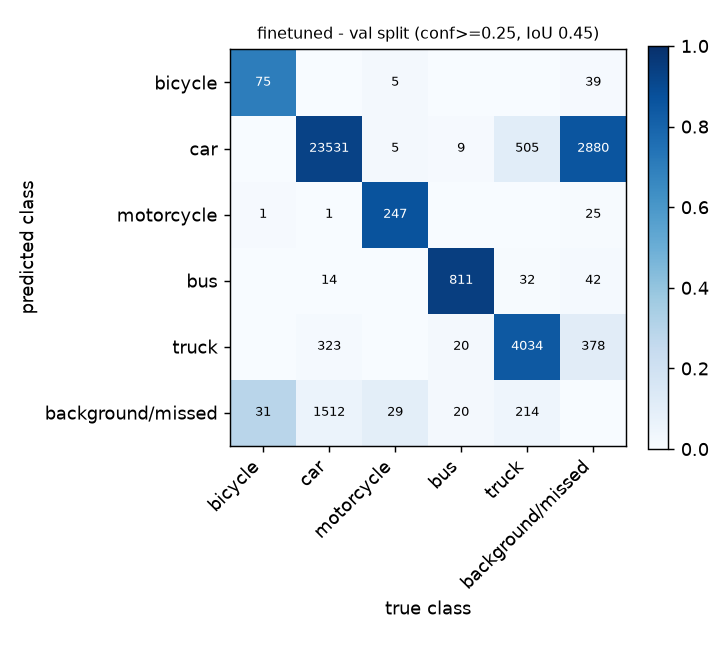 finetuned - val split (conf>=0.25, IoU 0.45)
predicted class
bicycle 75 5 39
car 23531 5 9 505 2880
motorcycle 1 1 247 25
bus 14 811 32 42
truck 323 20 4034 378
background/missed 31 1512 29 20 214
bicycle car motorcycle bus truck background/missed
true class
1.0
0.8
0.6
0.4
0.2
0.0